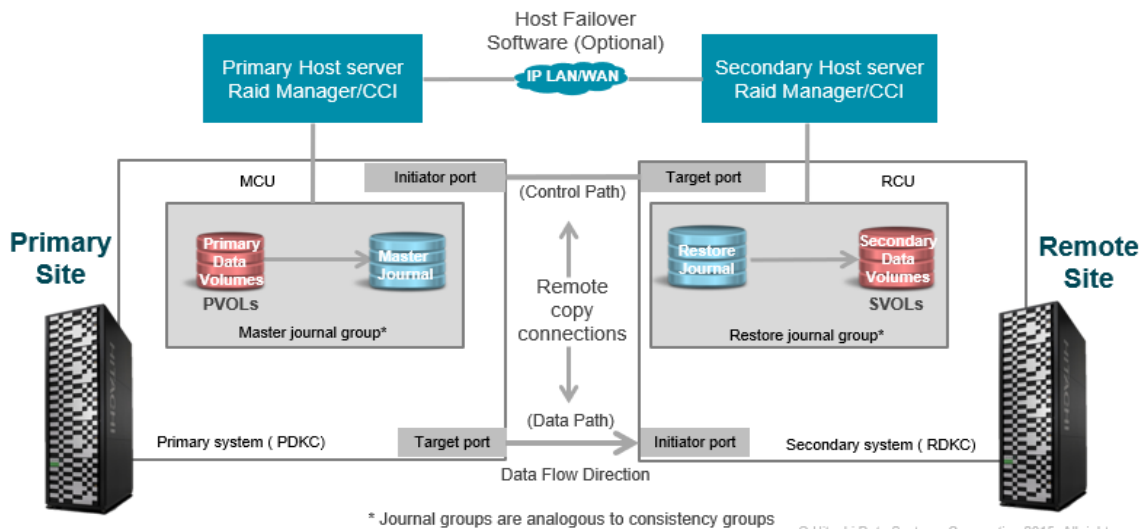 Host Failover
Software (Optional)
Primary Host server
Raid Manager/CCI
IP LAN/WAN
Secondary Host server
Raid Manager/CCI
MCU
Initiator port
(Control Path)
Target port
RCU
Primary
Site
Primary
Data
Volumes
PVOLs
Master
Journal
Master journal group*
Remote
copy
connections
Restore
Journal
Secondary
Data
Volumes
SVOLs
Restore journal group*
Remote
Site
HITACHI
HITACHI
Primary system ( PDKC)
Target port
(Data Path)
Initiator port
Secondary system ( RDKC)
Data Flow Direction
* Journal groups are analogous to consistency groups